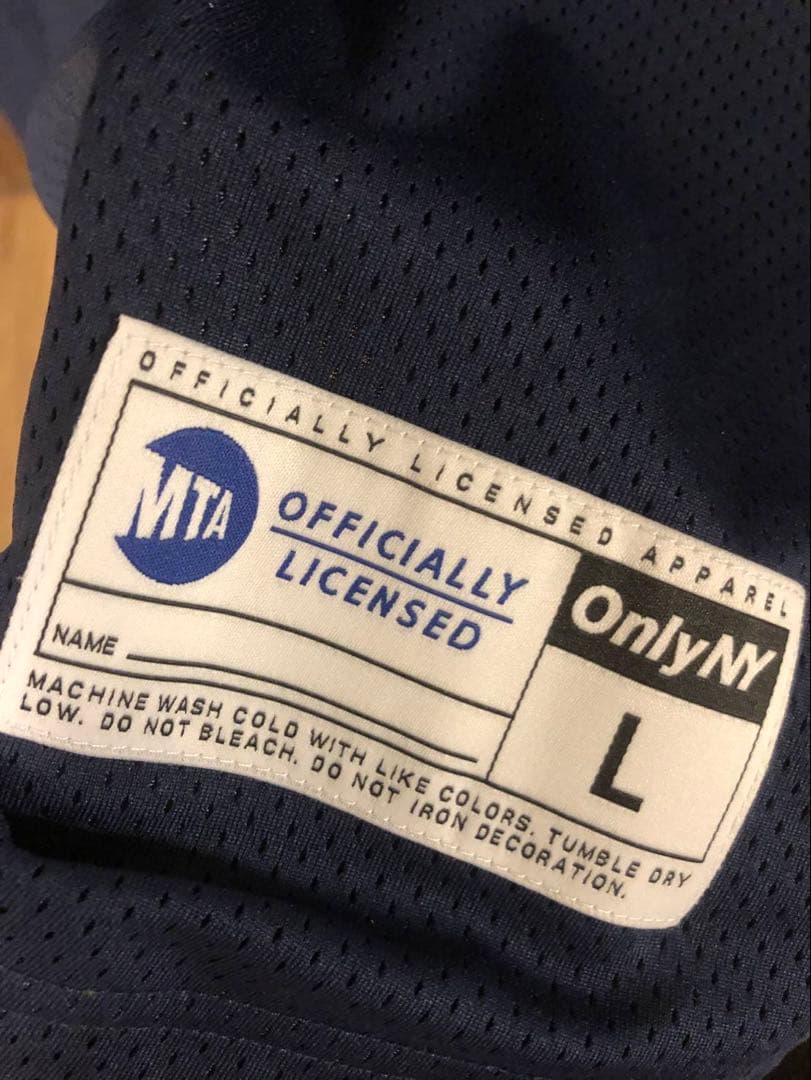 OFFICIALLY LICENSED APPAREL
MTA
OFFICIALLY
LICENSED
OnlyNY
L
NAME
MACHINE WASH COLD WITH LIKE COLORS. TUMBLE DRY
LOW. DO NOT BLEACH. DO NOT IRON DECORATION.